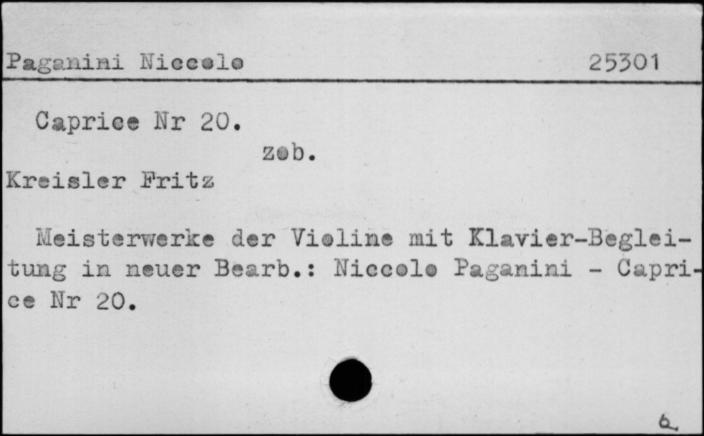 Paganini Niccolo 25301
Caprice Nr 20.
zob.
Kreisler Fritz
Meisterwerke der Violine mit Klavier-Beglei-
tung in neuer Bearb.: Niccolo Paganini - Capri-
ce Nr 20.